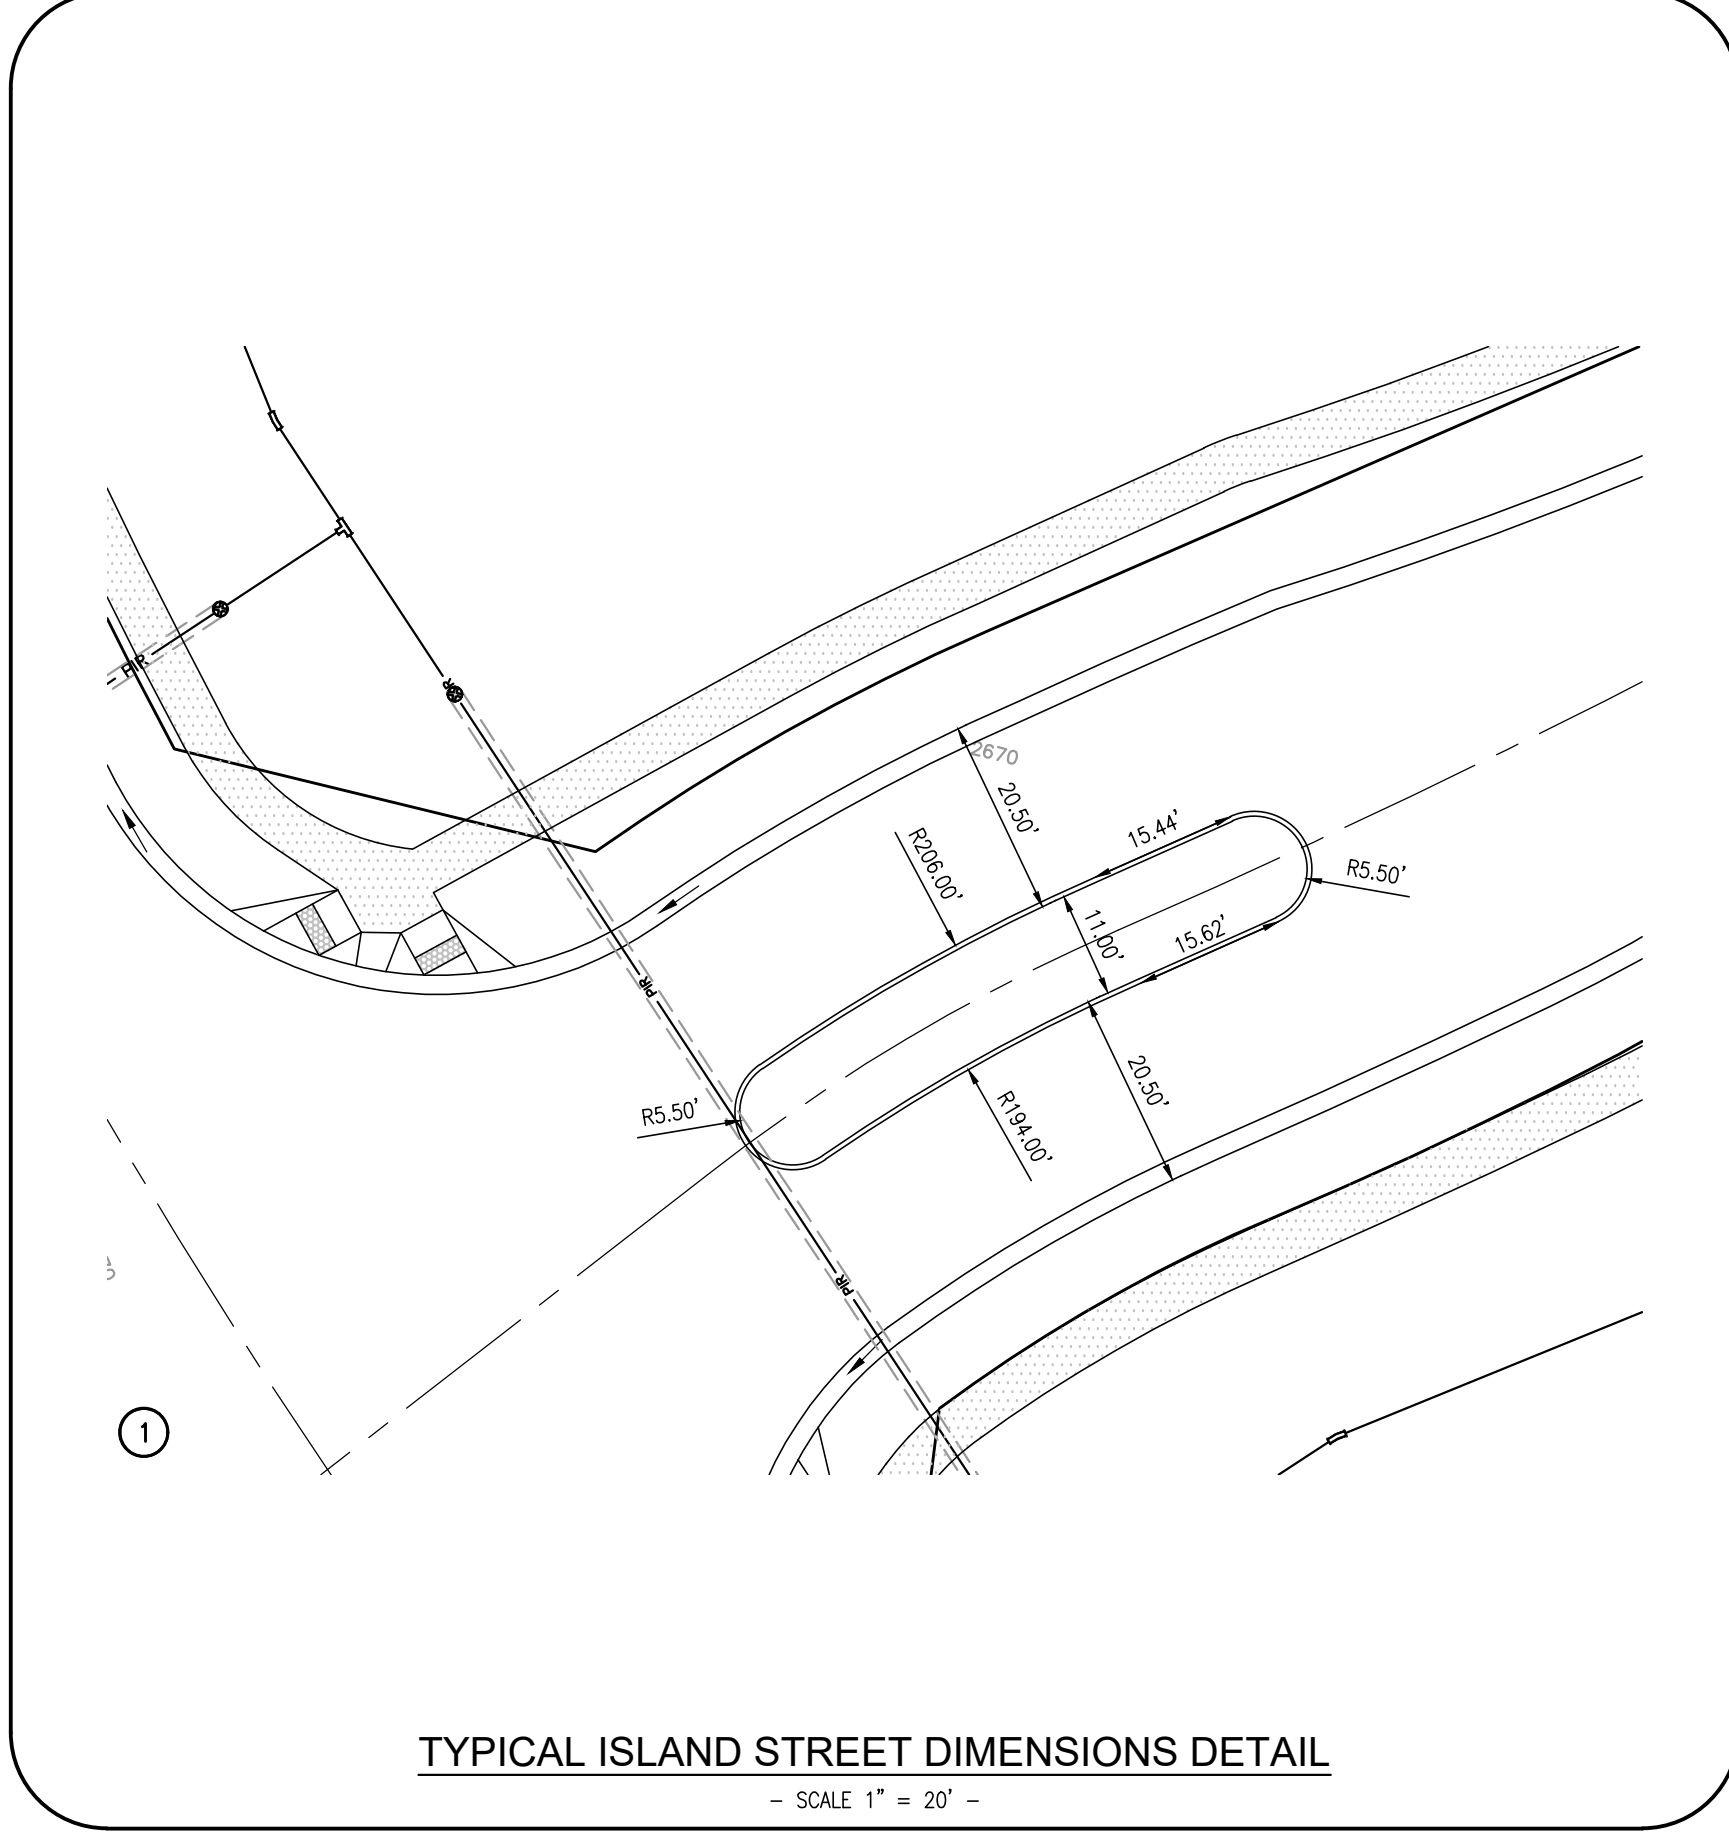 PIR
R
2670
20.50'
15.44'
R206.00'
R5.50'
11.00'
15.62'
PIR
20.50'
R5.50'
R194.00'
PIR
1
TYPICAL ISLAND STREET DIMENSIONS DETAIL
- SCALE 1" = 20' -